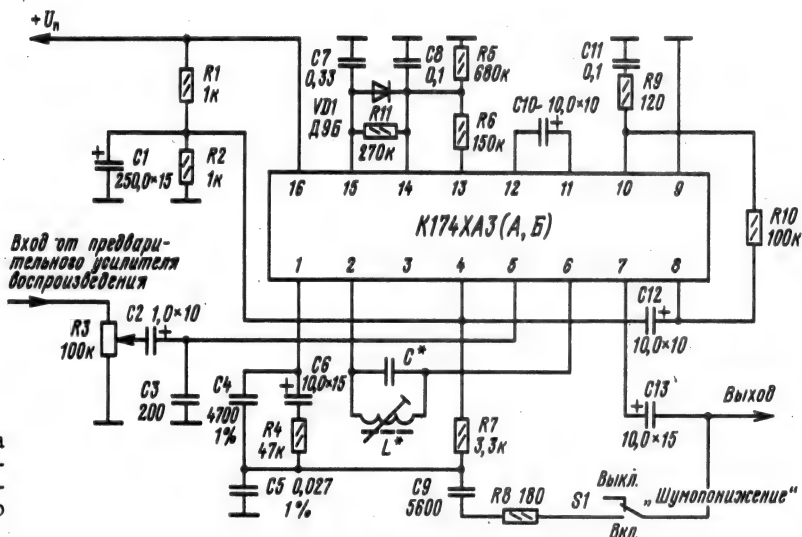 +Uп
R1
1к
C1
250,0×15
R2
1к
C7
0,33
VD1
Д9Б
R11
270к
C8
0,1
R5
680к
R6
150к
C10 10,0×10
C11
0,1
R9
120
R10
100к
16
15
14
13
12
11
10
9
К174ХА3 (А, Б)
1
2
3
4
5
6
7
8
Вход от предвари-
тельного усилителя
воспроизведения
R3
100к
C2 1,0×10
C3
200
C4
4700
1%
C6
10,0×15
R4
47к
C5 0,027
1%
C*
L*
R7
3,3к
C9
5600
R8 180
S1
C12
10,0×10
C13
10,0×15
Выход
Выкл.
„Шумопонижение"
Вкл.